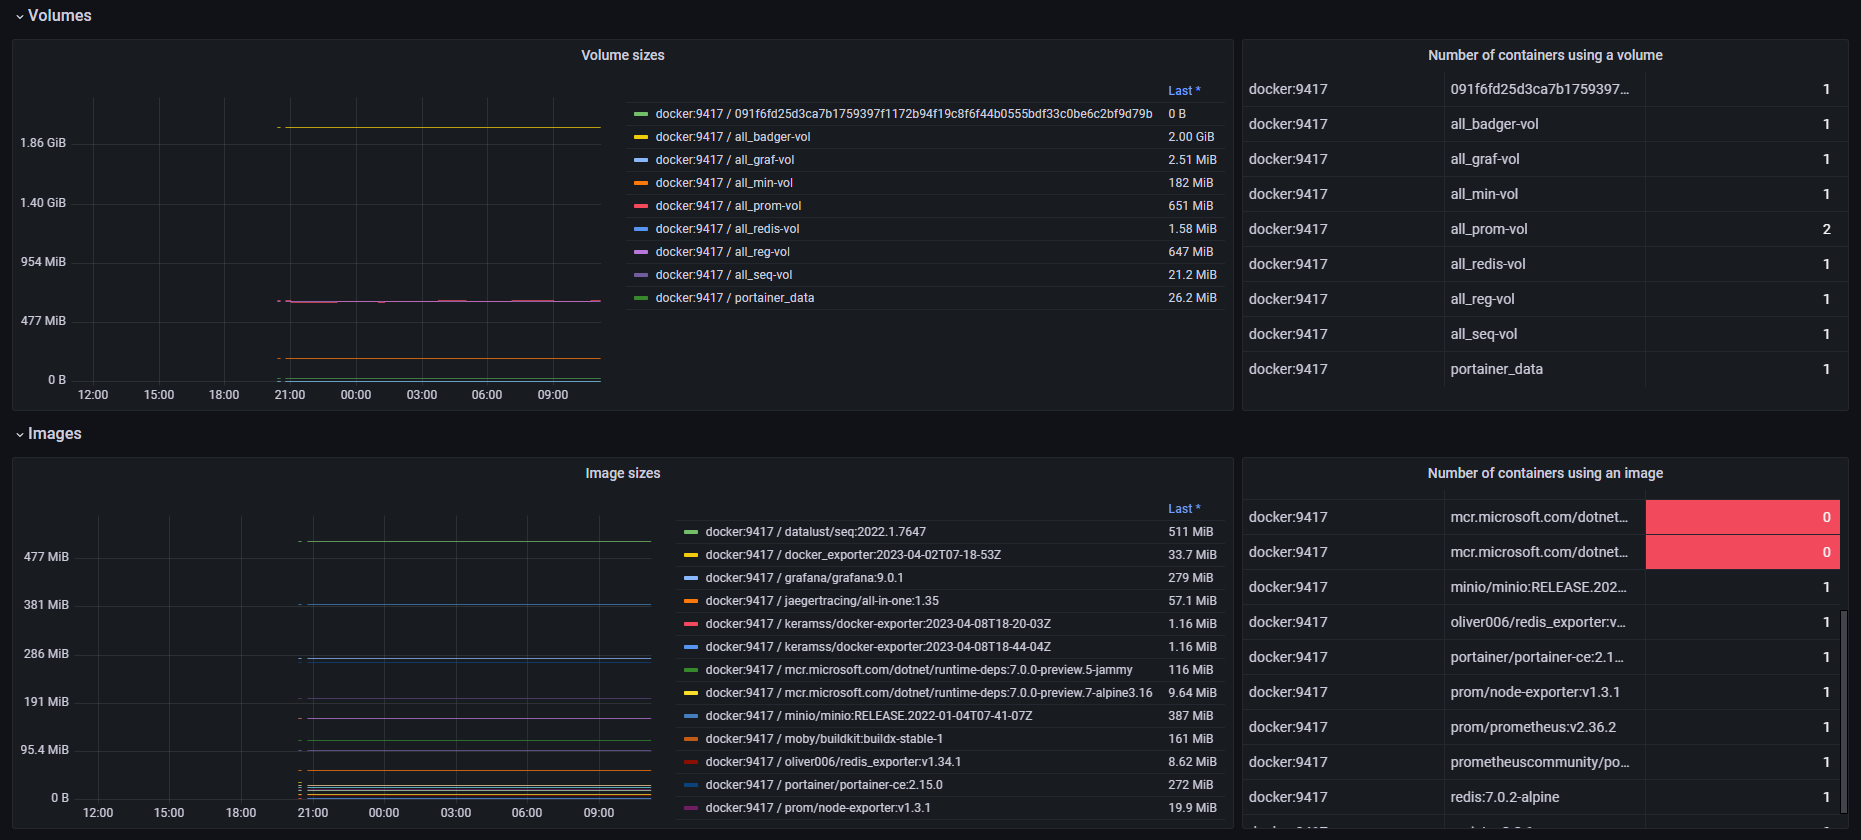 Volumes
Volume sizes
Last *
1.86 GiB
1.40 GiB
954 MiB
477 MiB
0 B
12:00 15:00 18:00 21:00 00:00 03:00 06:00 09:00
docker:9417 / 091f6fd25d3ca7b1759397f1172b94f19c8f6f44b0555bdf33c0be6c2bf9d79b 0 B
docker:9417 / all_badger-vol 2.00 GiB
docker:9417 / all_graf-vol 2.51 MiB
docker:9417 / all_min-vol 182 MiB
docker:9417 / all_prom-vol 651 MiB
docker:9417 / all_redis-vol 1.58 MiB
docker:9417 / all_reg-vol 647 MiB
docker:9417 / all_seq-vol 21.2 MiB
docker:9417 / portainer_data 26.2 MiB
Number of containers using a volume
docker:9417 091f6fd25d3ca7b1759397... 1
docker:9417 all_badger-vol 1
docker:9417 all_graf-vol 1
docker:9417 all_min-vol 1
docker:9417 all_prom-vol 2
docker:9417 all_redis-vol 1
docker:9417 all_reg-vol 1
docker:9417 all_seq-vol 1
docker:9417 portainer_data 1
Images
Image sizes
Last *
477 MiB
381 MiB
286 MiB
191 MiB
95.4 MiB
0 B
12:00 15:00 18:00 21:00 00:00 03:00 06:00 09:00
docker:9417 / datalust/seq:2022.1.7647 511 MiB
docker:9417 / docker_exporter:2023-04-02T07-18-53Z 33.7 MiB
docker:9417 / grafana/grafana:9.0.1 279 MiB
docker:9417 / jaegertracing/all-in-one:1.35 57.1 MiB
docker:9417 / keramss/docker-exporter:2023-04-08T18-20-03Z 1.16 MiB
docker:9417 / keramss/docker-exporter:2023-04-08T18-44-04Z 1.16 MiB
docker:9417 / mcr.microsoft.com/dotnet/runtime-deps:7.0.0-preview.5-jammy 116 MiB
docker:9417 / mcr.microsoft.com/dotnet/runtime-deps:7.0.0-preview.7-alpine3.16 9.64 MiB
docker:9417 / minio/minio:RELEASE.2022-01-04T07-41-07Z 387 MiB
docker:9417 / moby/buildkit:buildx-stable-1 161 MiB
docker:9417 / oliver006/redis_exporter:v1.34.1 8.62 MiB
docker:9417 / portainer/portainer-ce:2.15.0 272 MiB
docker:9417 / prom/node-exporter:v1.3.1 19.9 MiB
Number of containers using an image
docker:9417 mcr.microsoft.com/dotnet... 0
docker:9417 mcr.microsoft.com/dotnet... 0
docker:9417 minio/minio:RELEASE.202... 1
docker:9417 oliver006/redis_exporter:v... 1
docker:9417 portainer/portainer-ce:2.1... 1
docker:9417 prom/node-exporter:v1.3.1 1
docker:9417 prom/prometheus:v2.36.2 1
docker:9417 prometheuscommunity/po... 1
docker:9417 redis:7.0.2-alpine 1